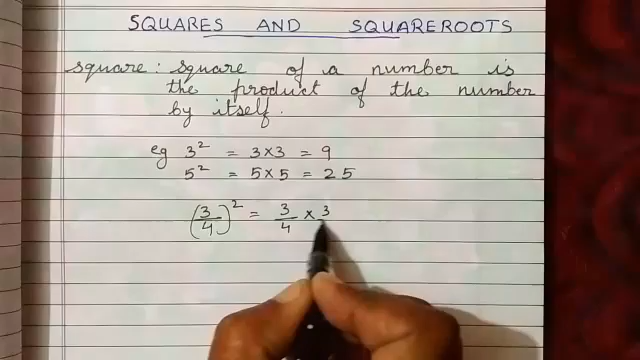 SQUARES AND SQUAREROOTS
Square : Square of a number is
the product of the number
by itself.
eg 3² = 3×3 = 9
5² = 5×5 = 25
(3/4)² = 3/4 × 3